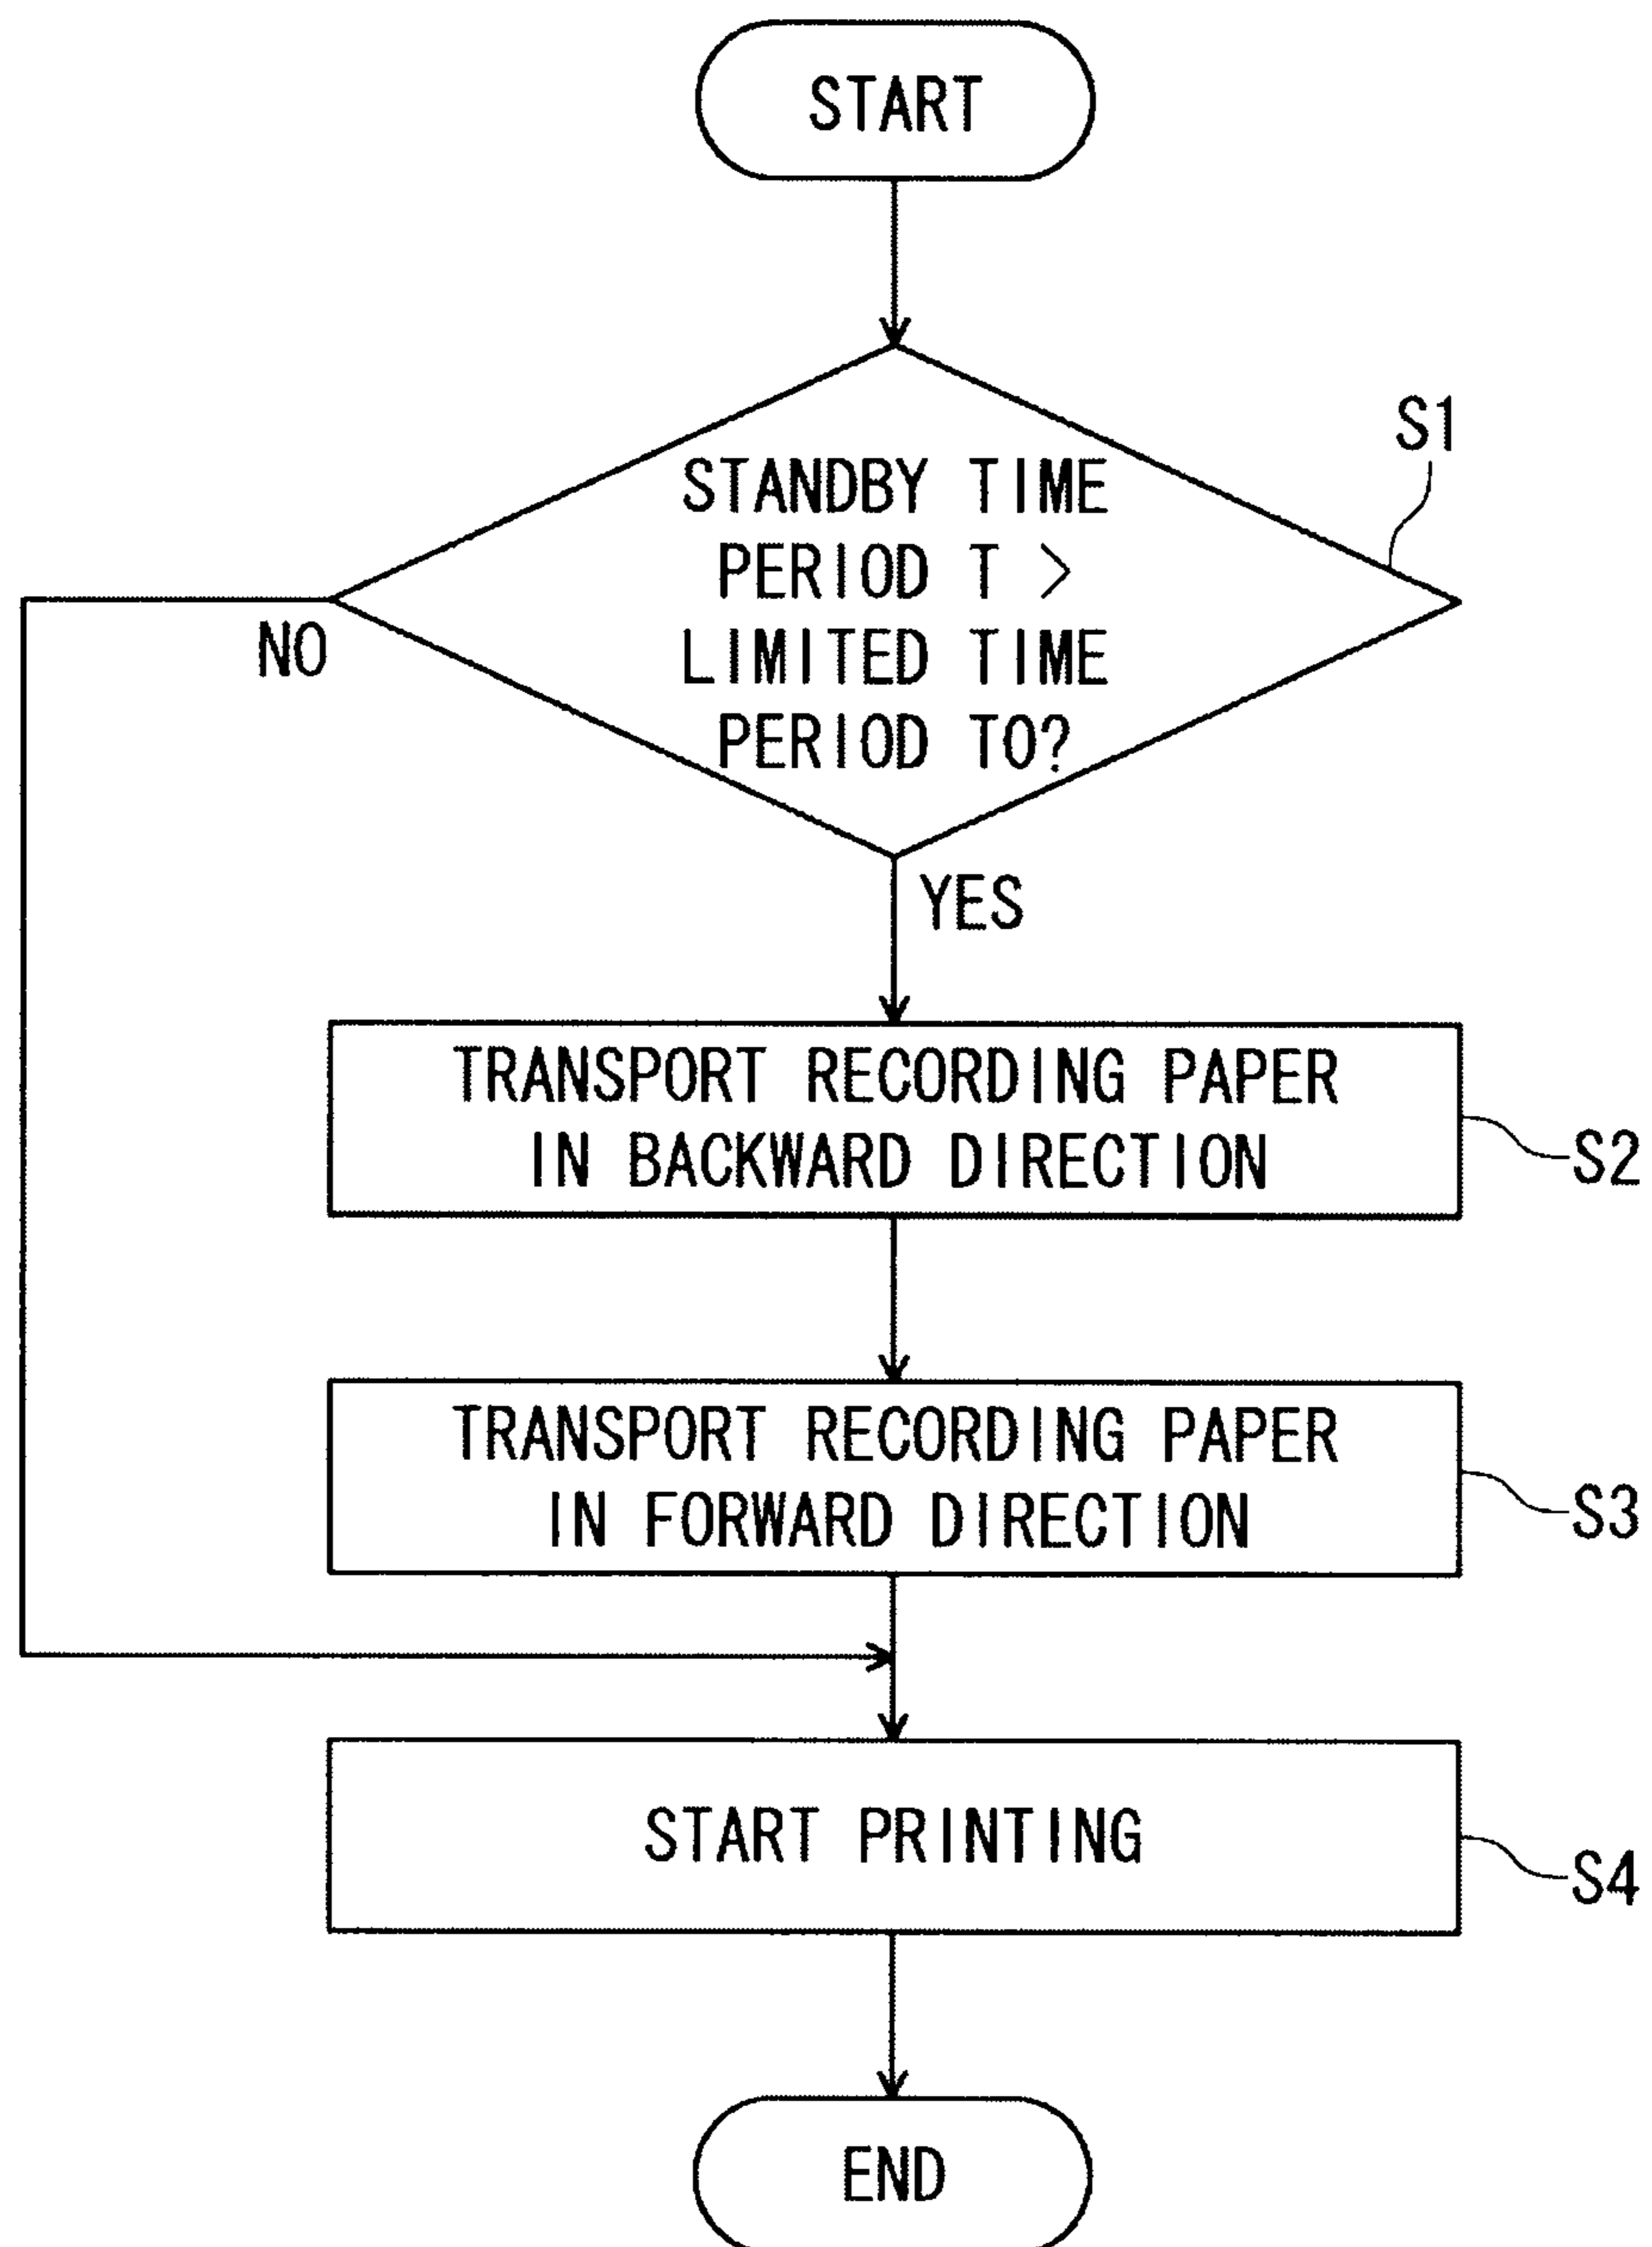 START
S1
STANDBY TIME
PERIOD T >
LIMITED TIME
PERIOD T0?
NO
YES
TRANSPORT RECORDING PAPER
IN BACKWARD DIRECTION
S2
TRANSPORT RECORDING PAPER
IN FORWARD DIRECTION
S3
START PRINTING
S4
END